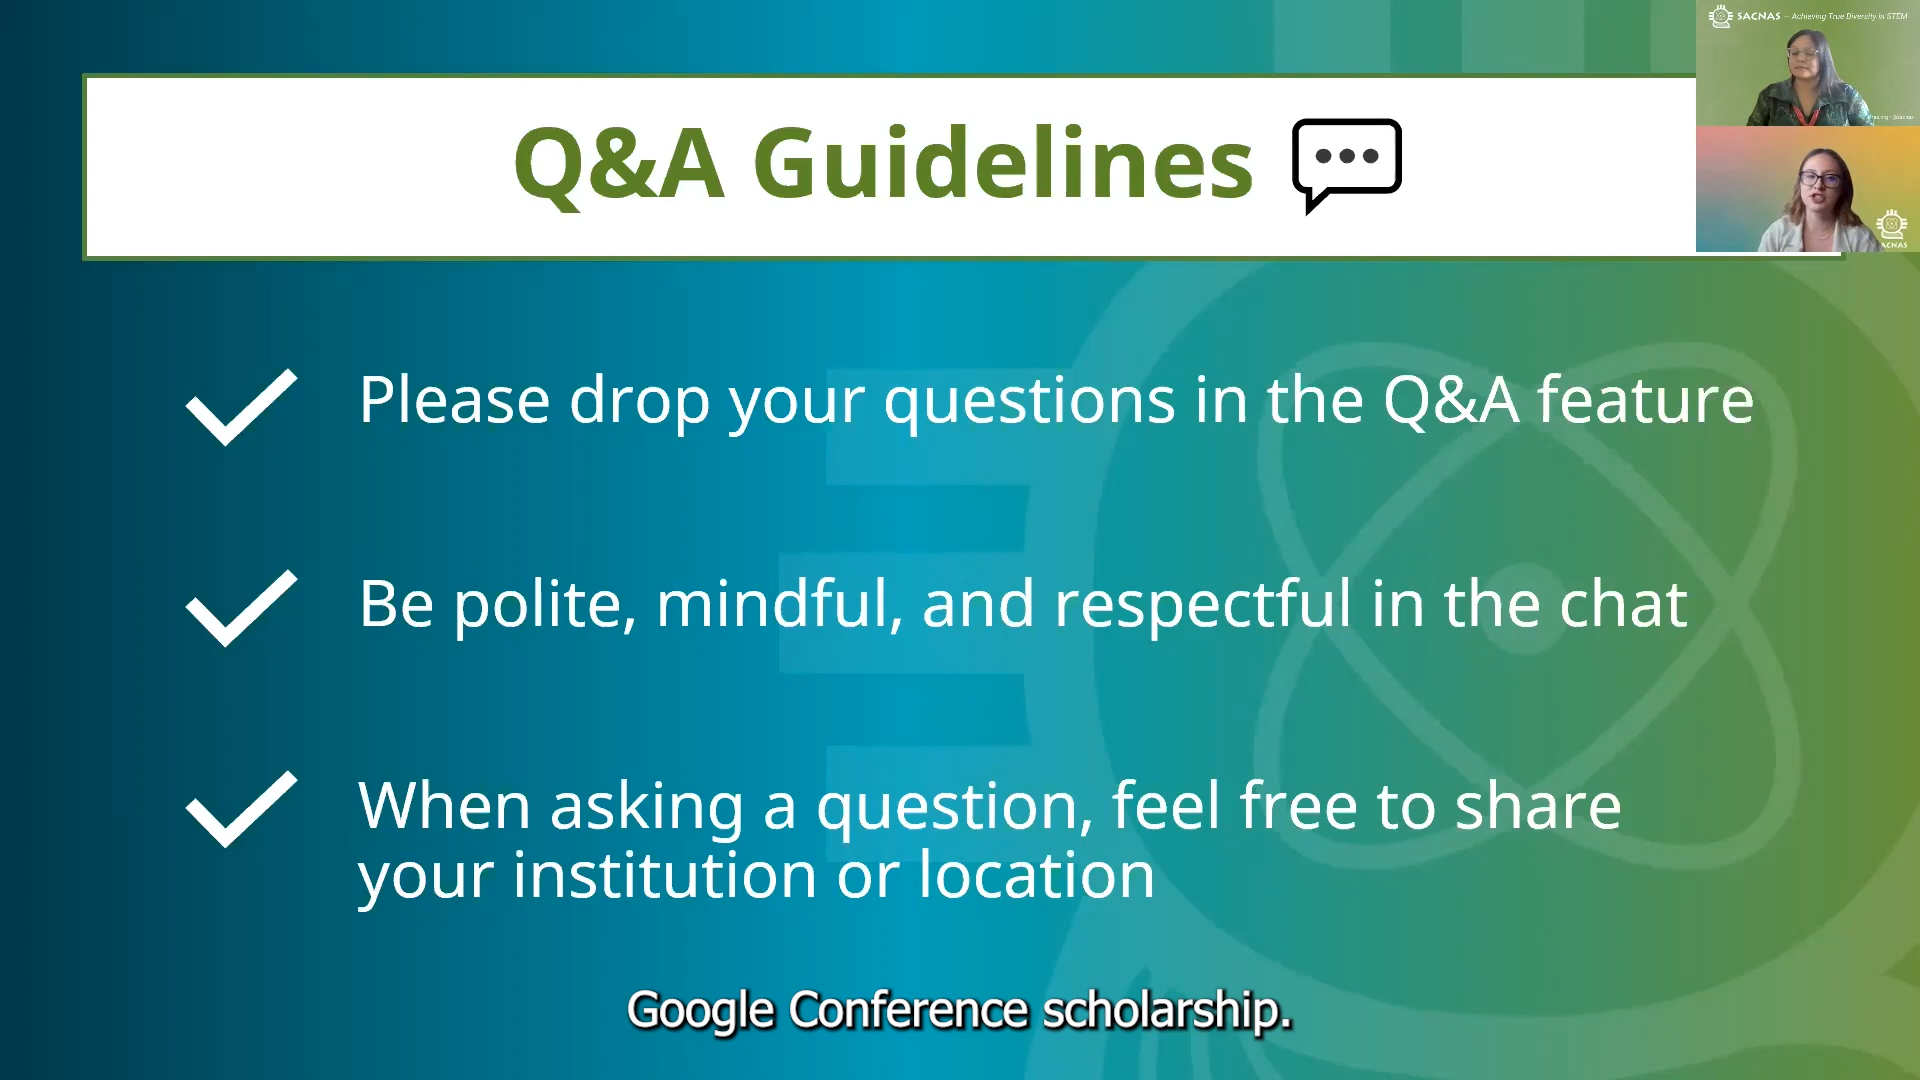 SACNAS – Achieving True Diversity in STEM
Q&A Guidelines
Please drop your questions in the Q&A feature
Be polite, mindful, and respectful in the chat
When asking a question, feel free to share
your institution or location
Google Conference scholarship.